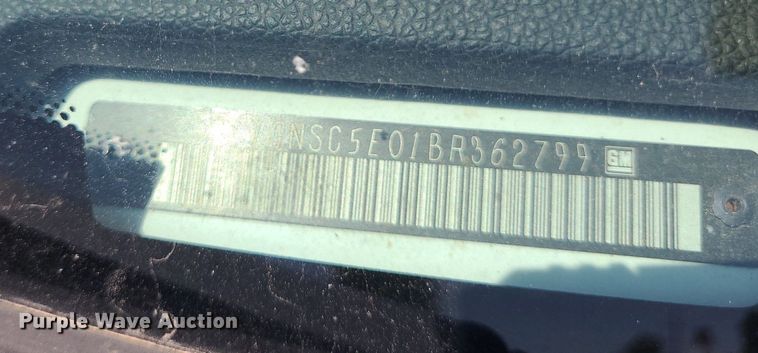 NSC5E01BR362799 GM
Purple Wave Auction